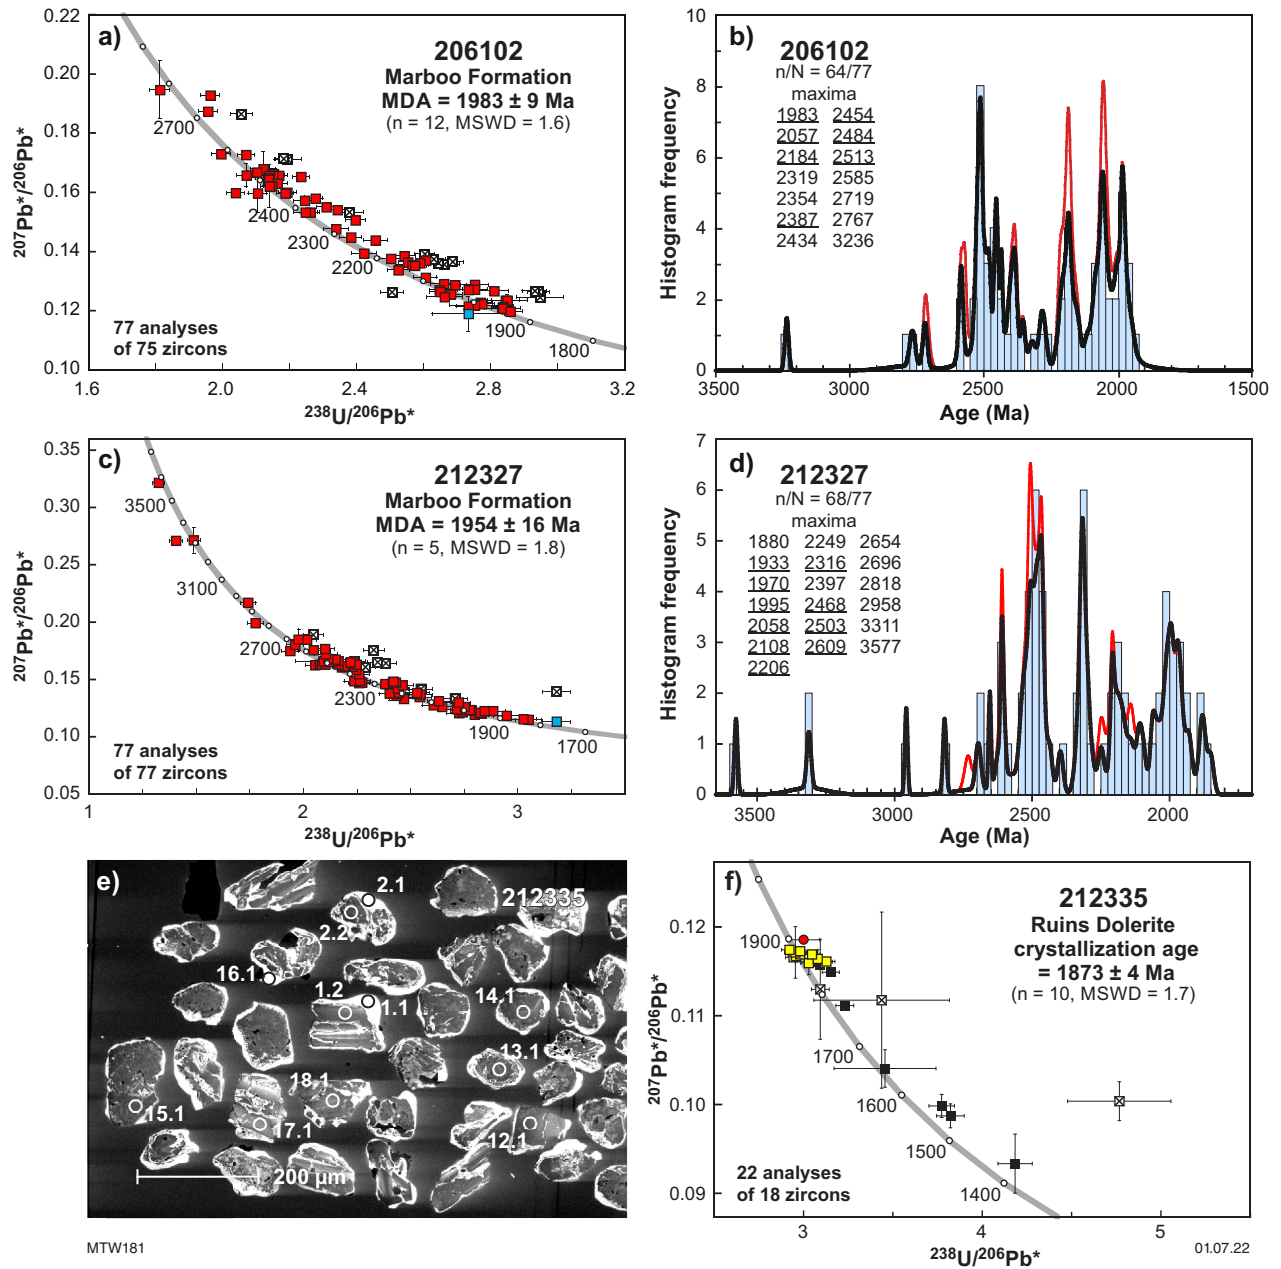 a)
206102
Marboo Formation
MDA = 1983 ± 9 Ma
(n = 12, MSWD = 1.6)
0.22
0.20
0.18
0.16
0.14
0.12
0.10
207Pb*/206Pb*
2700
2400
2300
2200
1900
1800
77 analyses
of 75 zircons
1.6 2.0 2.4 2.8 3.2
238U/206Pb*
b)
206102
n/N = 64/77
maxima
1983 2454
2057 2484
2184 2513
2319 2585
2354 2719
2387 2767
2434 3236
10
8
6
4
2
0
Histogram frequency
3500 3000 2500 2000 1500
Age (Ma)
c)
212327
Marboo Formation
MDA = 1954 ± 16 Ma
(n = 5, MSWD = 1.8)
0.35
0.30
0.25
0.20
0.15
0.10
0.05
207Pb*/206Pb*
3500
3100
2700
2300
1900
1700
77 analyses
of 77 zircons
1 2 3
238U/206Pb*
d)
212327
n/N = 68/77
maxima
1880 2249 2654
1933 2316 2696
1970 2397 2818
1995 2468 2958
2058 2503 3311
2108 2609 3577
2206
7
6
5
4
3
2
1
0
Histogram frequency
3500 3000 2500 2000
Age (Ma)
e)
212335
2.1
2.2
16.1
1.2
1.1
14.1
13.1
18.1
15.1
17.1
12.1
200 µm
f)
212335
Ruins Dolerite
crystallization age
= 1873 ± 4 Ma
(n = 10, MSWD = 1.7)
0.12
0.11
0.10
0.09
207Pb*/206Pb*
1900
1700
1600
1500
1400
22 analyses
of 18 zircons
3 4 5
238U/206Pb*
MTW181
01.07.22